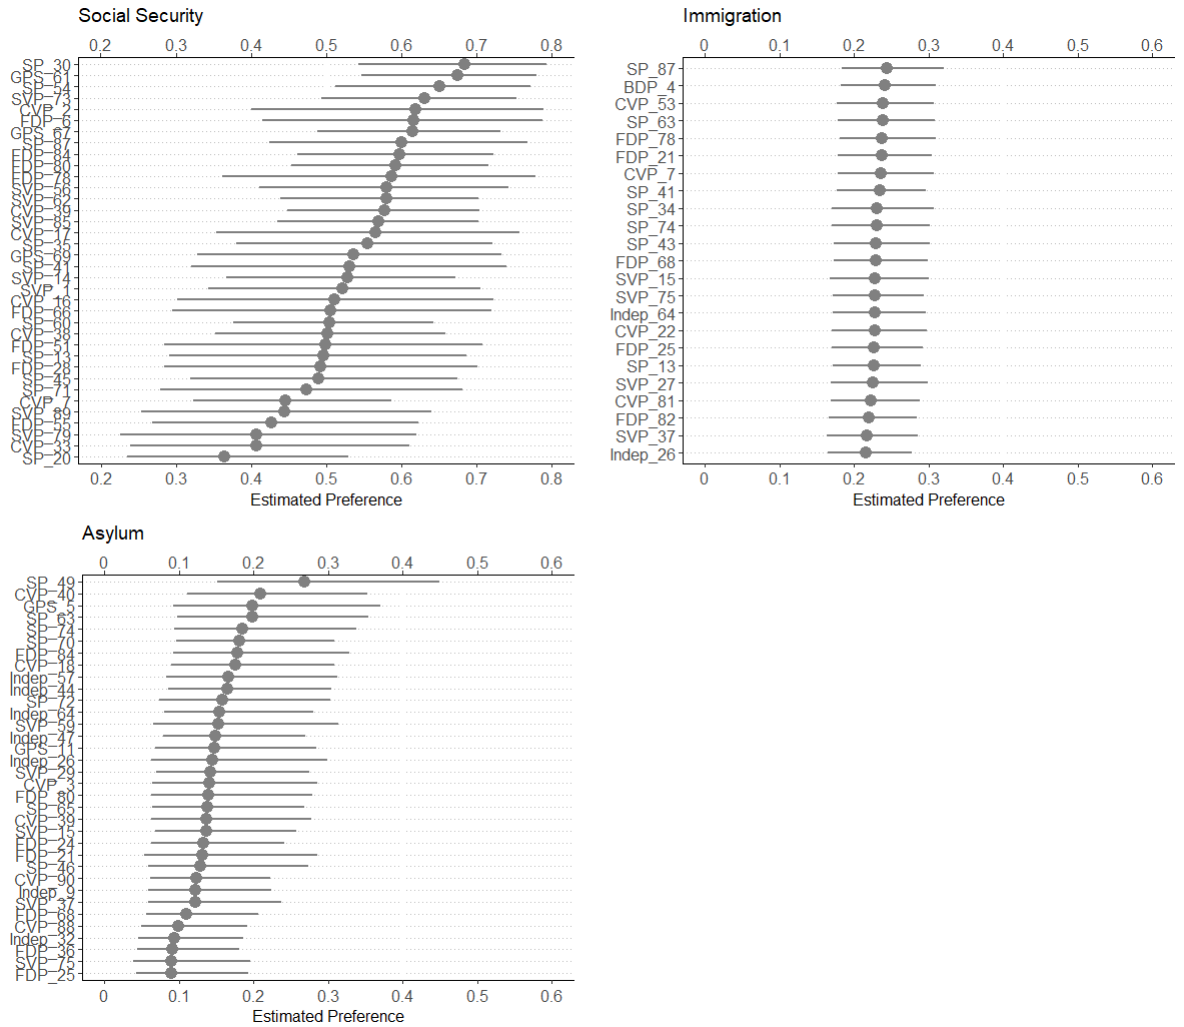 Social Security
0.2 0.3 0.4 0.5 0.6 0.7 0.8
SP_30
GPS_61
SP_54
SVP_73
CVP_2
FDP_6
GPS_67
SP_87
FDP_84
FDP_80
FDP_78
SVP_56
SVP_62
CVP_39
SVP_85
CVP_17
SP_35
GPS_69
SP_41
SVP_14
SVP_1
CVP_16
FDP_66
SP_60
CVP_38
FDP_51
SP_13
FDP_28
SP_45
SP_71
CVP_7
SVP_89
FDP_55
SVP_79
CVP_33
SP_20
0.2 0.3 0.4 0.5 0.6 0.7 0.8
Estimated Preference
Immigration
0 0.1 0.2 0.3 0.4 0.5 0.6
SP_87
BDP_4
CVP_53
SP_63
FDP_78
FDP_21
CVP_7
SP_41
SP_34
SP_74
SP_43
FDP_68
SVP_15
SVP_75
Indep_64
CVP_22
FDP_25
SP_13
SVP_27
CVP_81
FDP_82
SVP_37
Indep_26
0 0.1 0.2 0.3 0.4 0.5 0.6
Estimated Preference
Asylum
0 0.1 0.2 0.3 0.4 0.5 0.6
SP_49
CVP_40
GPS_5
SP_63
SP_74
SP_70
FDP_84
CVP_18
Indep_57
Indep_44
SP_72
Indep_64
SVP_59
Indep_47
GPS_11
Indep_26
SVP_29
CVP_3
FDP_80
SP_65
CVP_39
SVP_15
FDP_24
FDP_21
SP_46
CVP_90
Indep_9
SVP_37
FDP_68
CVP_88
Indep_32
FDP_36
SVP_75
FDP_25
0 0.1 0.2 0.3 0.4 0.5 0.6
Estimated Preference